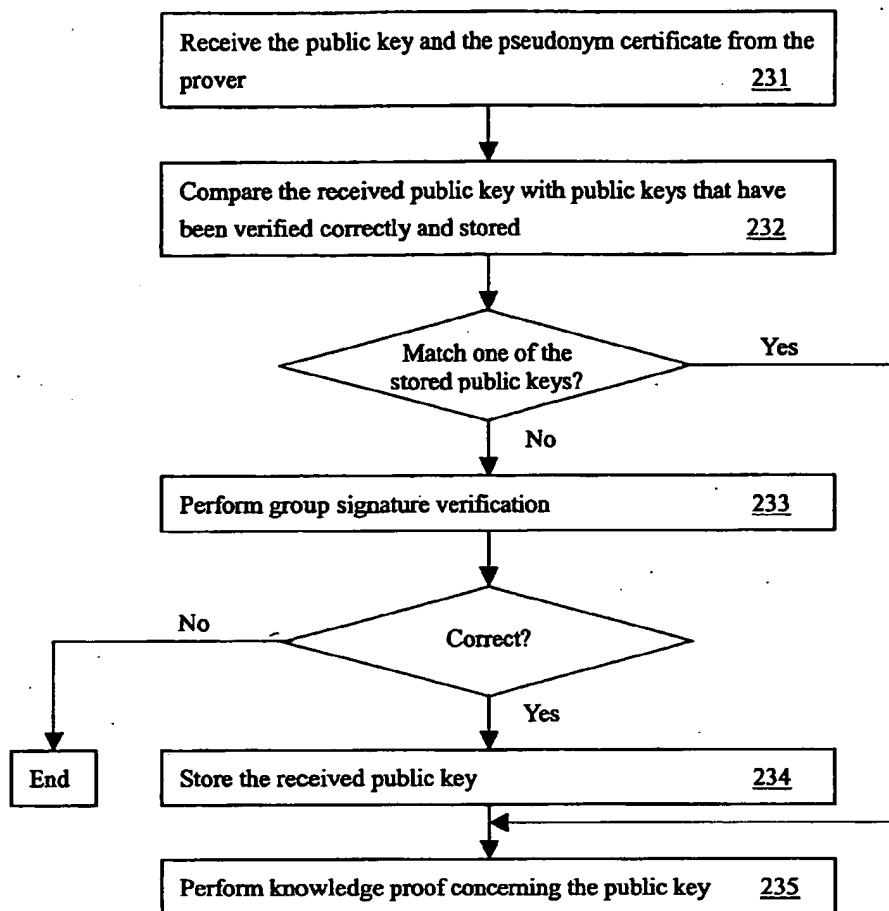 Receive the public key and the pseudonym certificate from the
prover 231
Compare the received public key with public keys that have
been verified correctly and stored 232
Match one of the
stored public keys?
Yes
No
Perform group signature verification 233
No
Correct?
Yes
End
Store the received public key 234
Perform knowledge proof concerning the public key 235